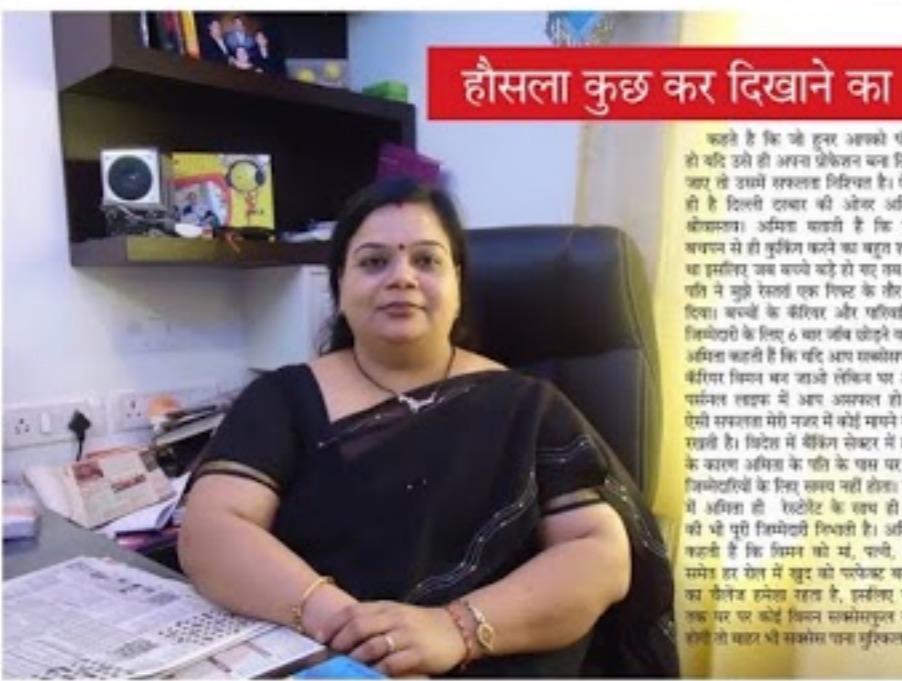 हौसला कुछ कर दिखाने का
कहते है कि जो हुनर आपको
हो यदि उसे ही अपना प्रोफेशन बना
जाए तो उसमें सफलता निश्चित है।
ही है दिल्ली दरबार की ओनर
श्रीवास्तव। अमिता बताती है कि
बचपन से ही कुकिंग करने का बहुत
था इसलिए जब बच्चे बड़े हो गए तब
पति ने मुझे रेस्तरां एक गिफ्ट के तौर
दिया। बच्चों के कॅरियर और
जिम्मेदारी के लिए 6 बार जॉब छोड़ने
अमिता कहती हैं कि यदि आप
कॅरियर विमन बन जाओ लेकिन घर
पर्सनल लाइफ में आप असफल हो
ऐसी सफलता मेरी नजर में कोई मायने
रखती है। विदेश में बैंकिंग सेक्टर में
के कारण अमिता के पति के पास घर
जिम्मेदारियों के लिए समय नहीं होता।
में अमिता ही रेस्टोरेंट के साथ ही
की भी पूरी जिम्मेदारी निभाती है।
कहती है कि विमन को मां, पत्नी,
समेत हर रोल में खुद को परफेक्ट
का चैलेंज हमेशा रहता है, इसलिए
तक घर पर कोई विमन सक्सेसफुल
होगी तो बाहर भी सक्सेस पाना मुश्किल